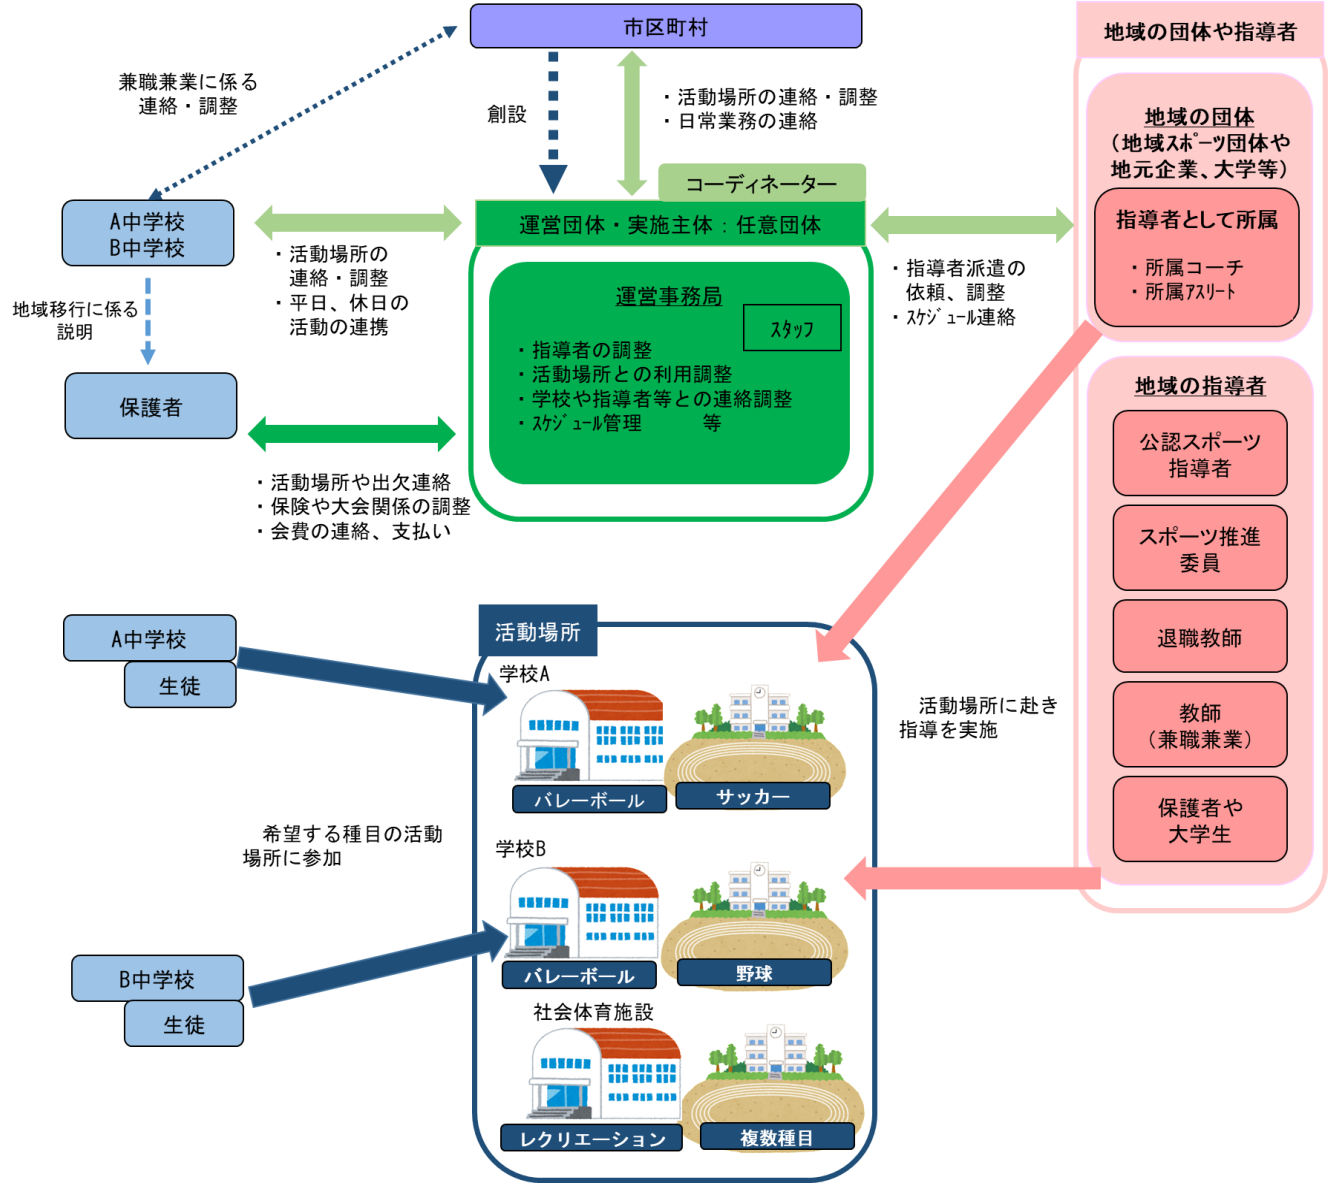 市区町村
兼職兼業に係る
連絡・調整
創設
・活動場所の連絡・調整
・日常業務の連絡
コーディネーター
A中学校
B中学校
運営団体・実施主体：任意団体
・活動場所の
連絡・調整
・平日、休日の
活動の連携
地域移行に係る
説明
保護者
運営事務局
スタッフ
・指導者の調整
・活動場所との利用調整
・学校や指導者等との連絡調整
・ｽｹｼﾞｭｰﾙ管理　　　等
・指導者派遣の
依頼、調整
・ｽｹｼﾞｭｰﾙ連絡
・活動場所や出欠連絡
・保険や大会関係の調整
・会費の連絡、支払い
地域の団体や指導者
地域の団体
（地域ｽﾎﾟｰﾂ団体や
地元企業、大学等）
指導者として所属
・所属コーチ
・所属ｱｽﾘｰﾄ
地域の指導者
公認スポーツ
指導者
スポーツ推進
委員
退職教師
教師
（兼職兼業）
保護者や
大学生
活動場所に赴き
指導を実施
A中学校
生徒
希望する種目の活動
場所に参加
B中学校
生徒
活動場所
学校A
バレーボール
サッカー
学校B
バレーボール
野球
社会体育施設
レクリエーション
複数種目